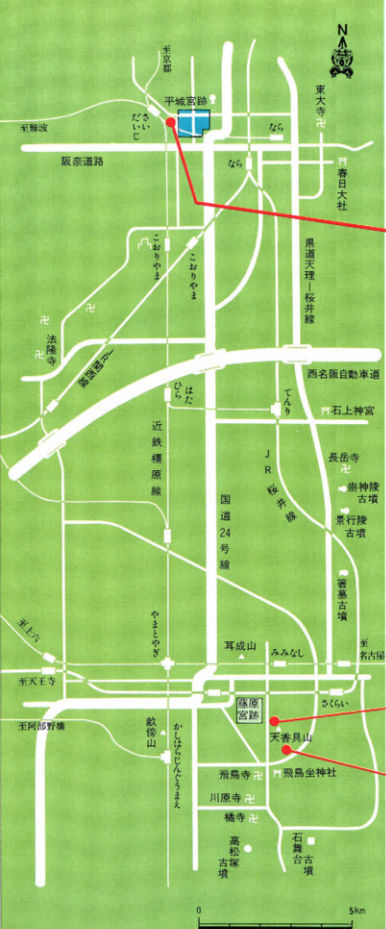 N
至京都
平城宮跡
東大寺
至難波
さいだいじ
なら
阪奈道路
なら
春日大社
こおりやま
こおりやま
県道天理ー桜井線
法隆寺
JR関西線
西名阪自動車道
ひらはた
てんり
石上神宮
近鉄橿原線
JR桜井線
長岳寺
崇神陵古墳
国道24号線
景行陵古墳
箸墓古墳
やまとやぎ
至上六
耳成山
みみなし
至名古屋
至天王寺
さくらい
藤原宮跡
至阿部野橋
畝傍山
かしはらじんぐうまえ
天香具山
飛鳥寺
飛鳥坐神社
川原寺
橘寺
高松塚古墳
石舞台古墳
0
5km